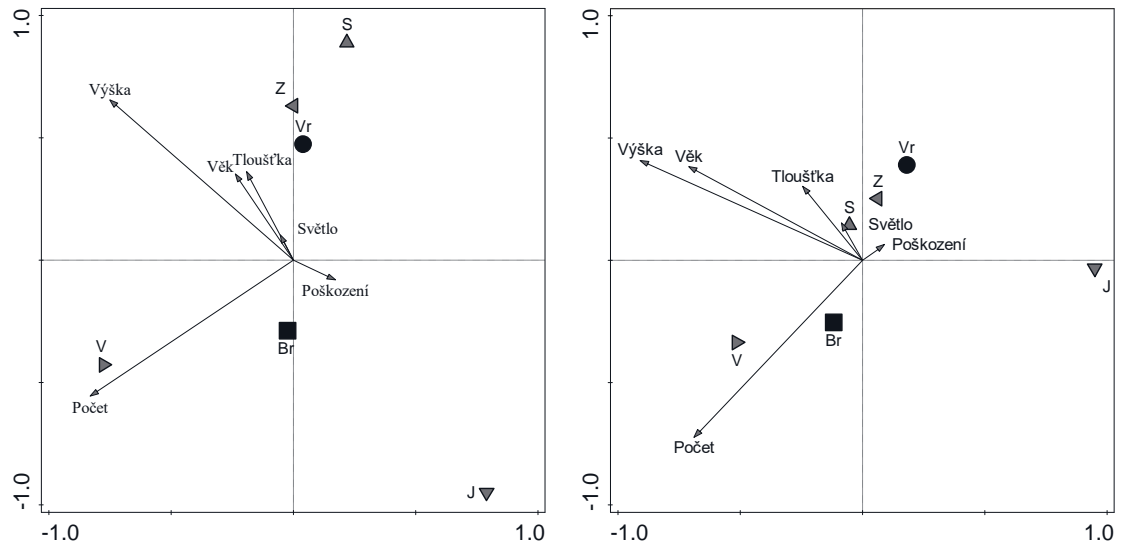 1.0
S
Z
Výška
Vr
Věk
Tloušťka
Světlo
Poškození
V
Br
Počet
J
-1.0
-1.0
1.0
1.0
Vr
Výška
Věk
Tloušťka
Z
S
Světlo
Poškození
J
V
Br
Počet
-1.0
-1.0
1.0